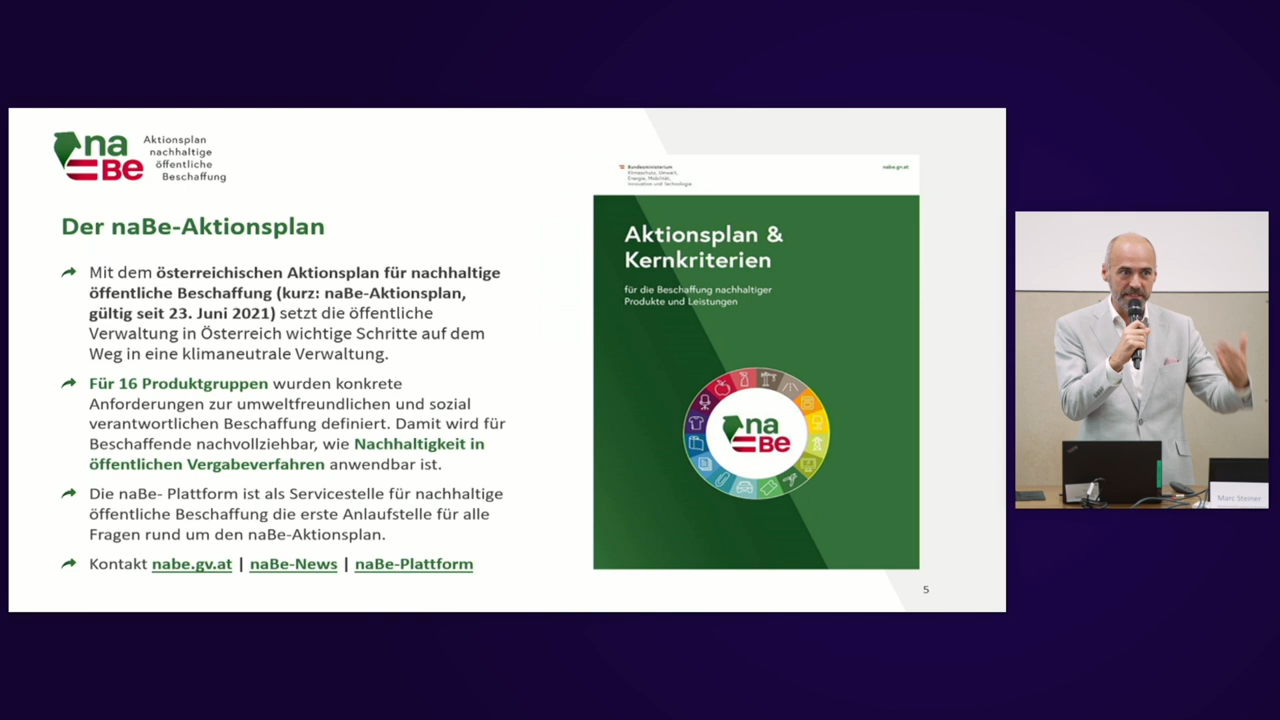 na
Be
Aktionsplan
nachhaltige
öffentliche
Beschaffung
Der naBe-Aktionsplan
Mit dem österreichischen Aktionsplan für nachhaltige
öffentliche Beschaffung (kurz: naBe-Aktionsplan,
gültig seit 23. Juni 2021) setzt die öffentliche
Verwaltung in Österreich wichtige Schritte auf dem
Weg in eine klimaneutrale Verwaltung.
Für 16 Produktgruppen wurden konkrete
Anforderungen zur umweltfreundlichen und sozial
verantwortlichen Beschaffung definiert. Damit wird für
Beschaffende nachvollziehbar, wie Nachhaltigkeit in
öffentlichen Vergabeverfahren anwendbar ist.
Die naBe- Plattform ist als Servicestelle für nachhaltige
öffentliche Beschaffung die erste Anlaufstelle für alle
Fragen rund um den naBe-Aktionsplan.
Kontakt nabe.gv.at | naBe-News | naBe-Plattform
Bundesministerium
Klimaschutz, Umwelt,
Energie, Mobilität,
Innovation und Technologie
nabe.gv.at
Aktionsplan &
Kernkriterien
für die Beschaffung nachhaltiger
Produkte und Leistungen
na
Be
5
Marc Steiner